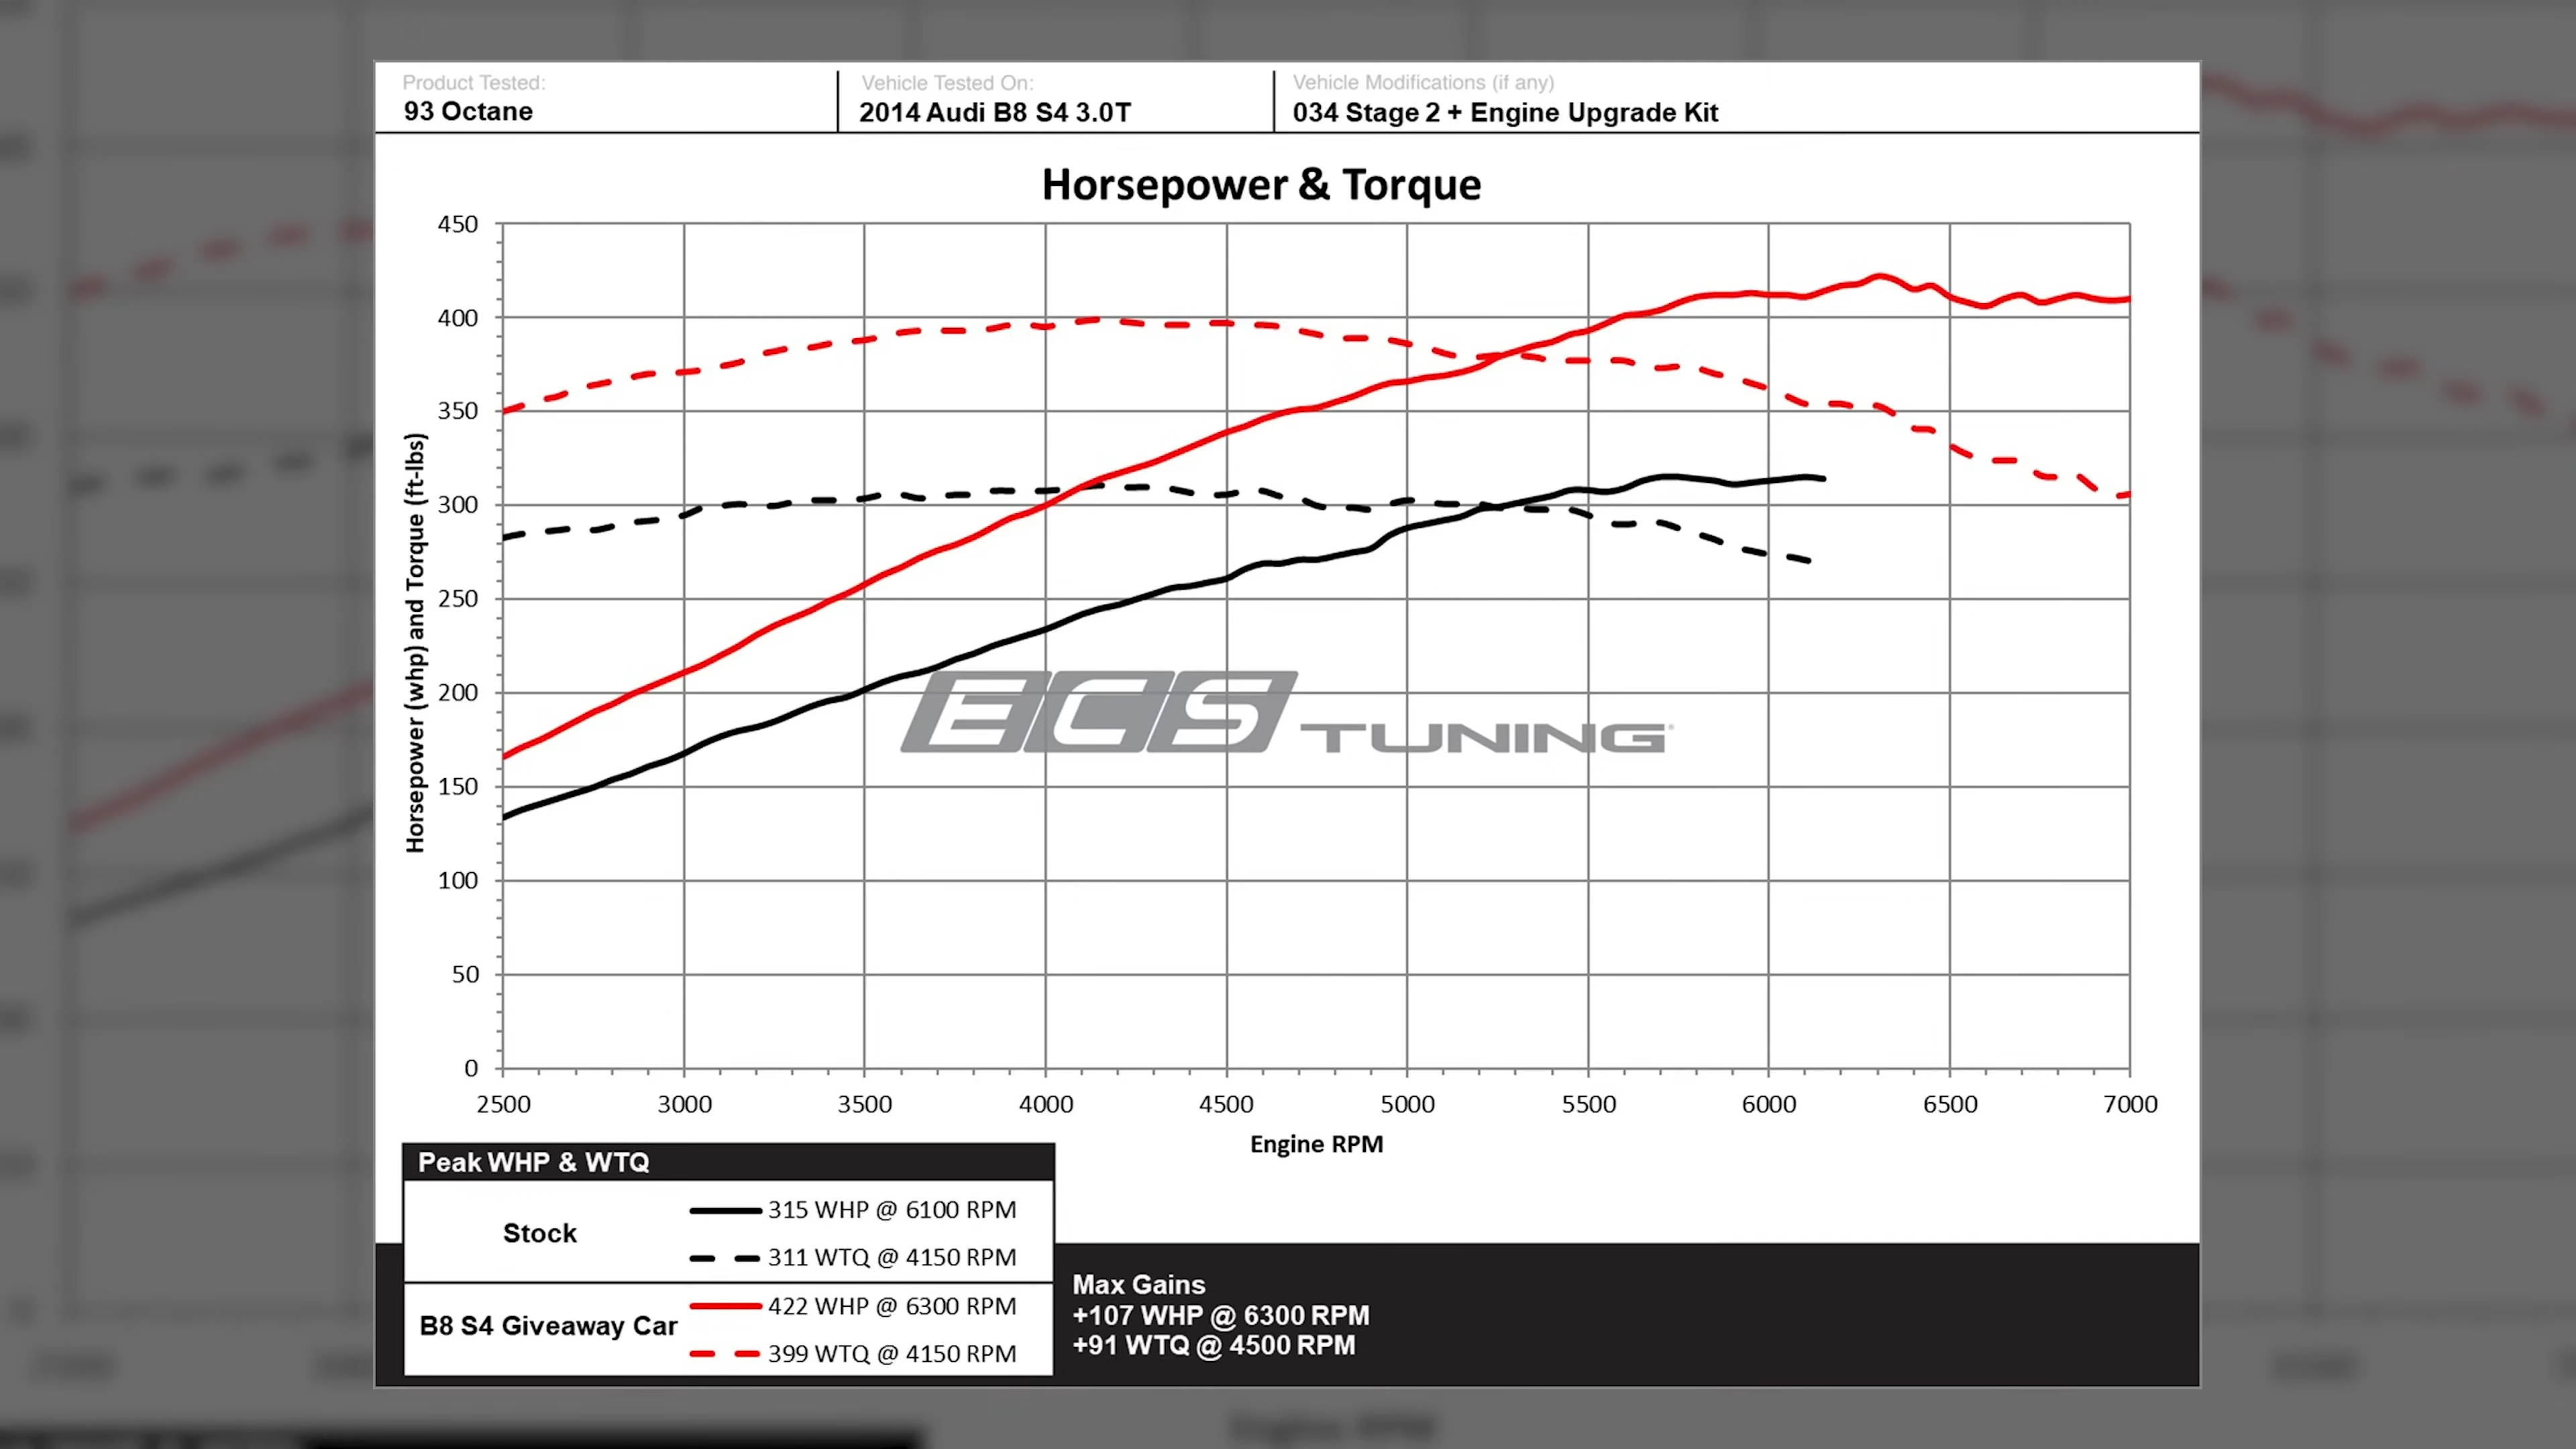 Product Tested:
93 Octane
Vehicle Tested On:
2014 Audi B8 S4 3.0T
Vehicle Modifications (if any)
034 Stage 2 + Engine Upgrade Kit
Horsepower & Torque
Horsepower (whp) and Torque (ft-lbs)
450
400
350
300
250
200
150
100
50
0
ECS TUNING
2500 3000 3500 4000 4500 5000 5500 6000 6500 7000
Engine RPM
Peak WHP & WTQ
Stock
315 WHP @ 6100 RPM
311 WTQ @ 4150 RPM
B8 S4 Giveaway Car
422 WHP @ 6300 RPM
399 WTQ @ 4150 RPM
Max Gains
+107 WHP @ 6300 RPM
+91 WTQ @ 4500 RPM
Engine RPM